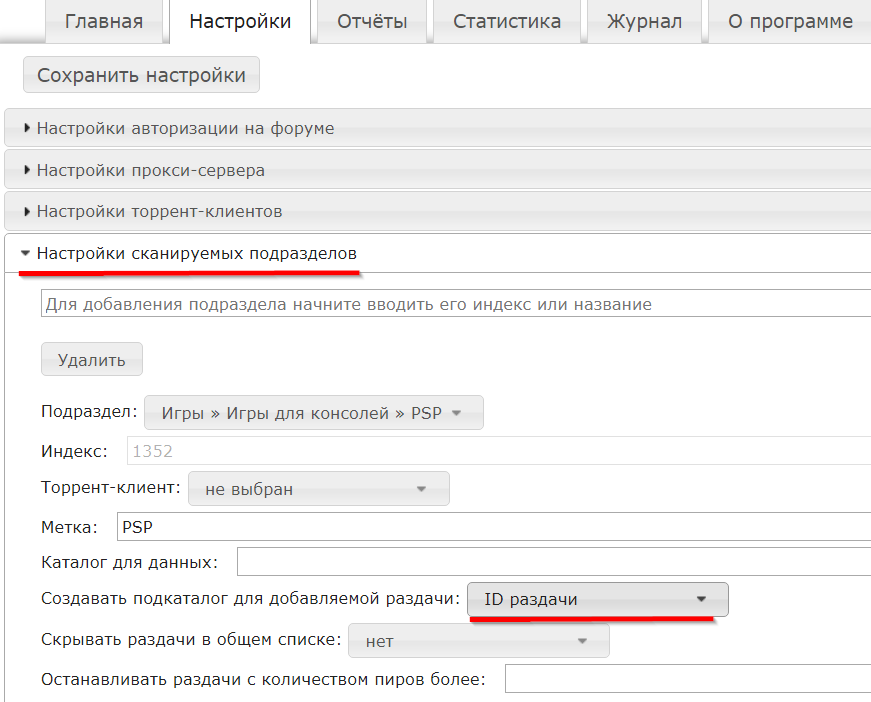 Главная Настройки Отчёты Статистика Журнал О программе
Сохранить настройки
Настройки авторизации на форуме
Настройки прокси-сервера
Настройки торрент-клиентов
Настройки сканируемых подразделов
Для добавления подраздела начните вводить его индекс или название
Удалить
Подраздел: Игры » Игры для консолей » PSP
Индекс: 1352
Торрент-клиент: не выбран
Метка: PSP
Каталог для данных:
Создавать подкаталог для добавляемой раздачи: ID раздачи
Скрывать раздачи в общем списке: нет
Останавливать раздачи с количеством пиров более: